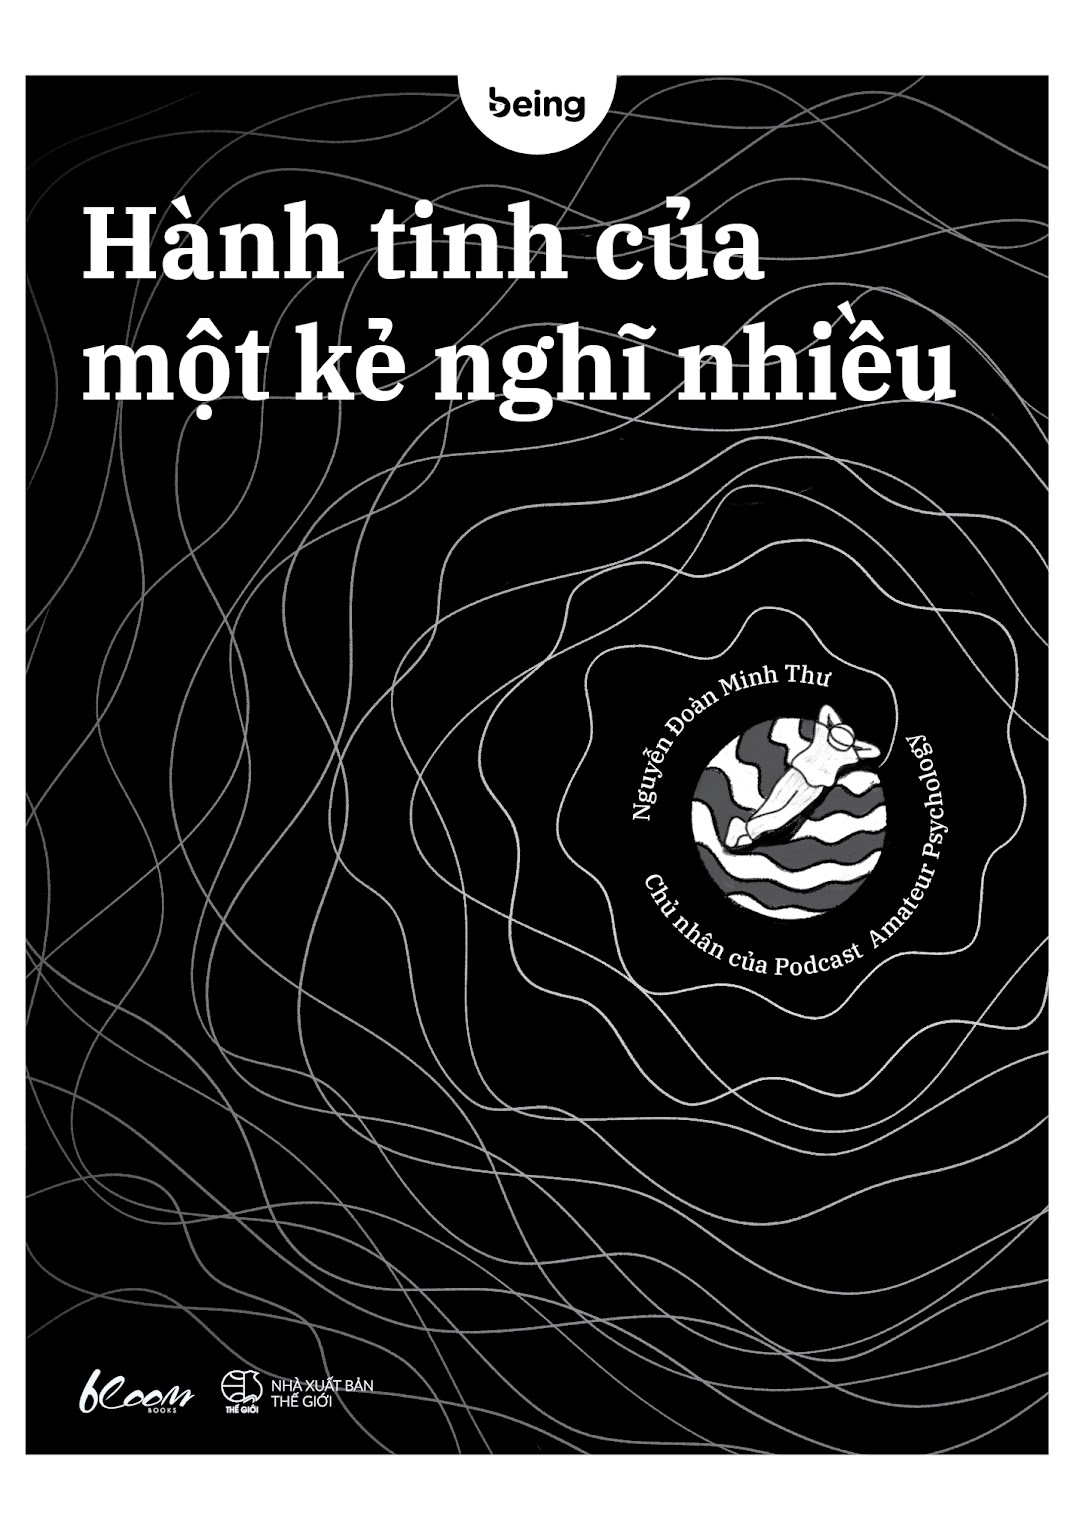 being
Hành tinh của
một kẻ nghĩ nhiều
Nguyễn Đoàn Minh Thư
Chủ nhân của Podcast Amateur Psychology
bloom
BOOKS
THẾ GIỚI
NHÀ XUẤT BẢN
THẾ GIỚI